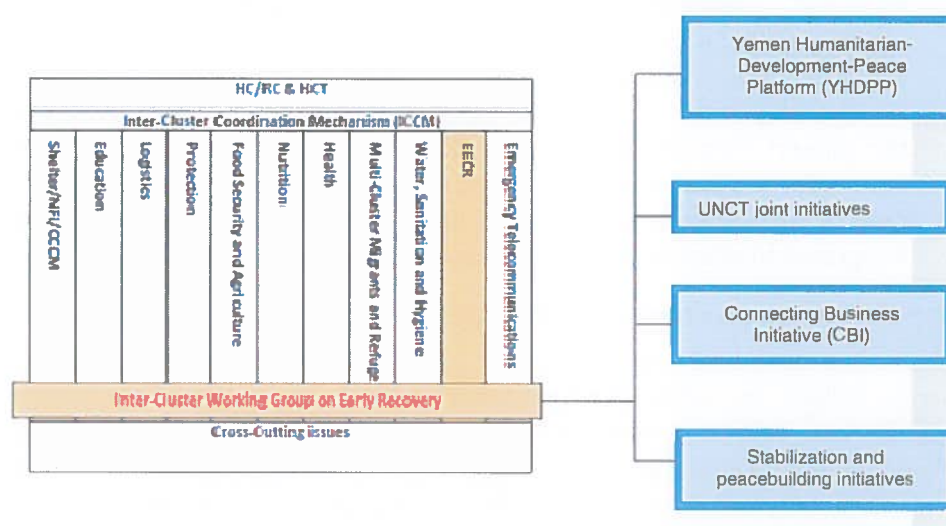 HC/RC & HCT
Inter-Cluster Coordination Mechanism (ICCM)
Shelter/NFI/CCCM
Education
Logistics
Protection
Food Security and Agriculture
Nutrition
Health
Multi-Cluster Migrants and Refuge
Water, Sanitation and Hygiene
EECR
Emergency Telecommunications
Inter-Cluster Working Group on Early Recovery
Cross-Cutting issues
Yemen Humanitarian-
Development-Peace
Platform (YHDPP)
UNCT joint initiatives
Connecting Business
Initiative (CBI)
Stabilization and
peacebuilding initiatives